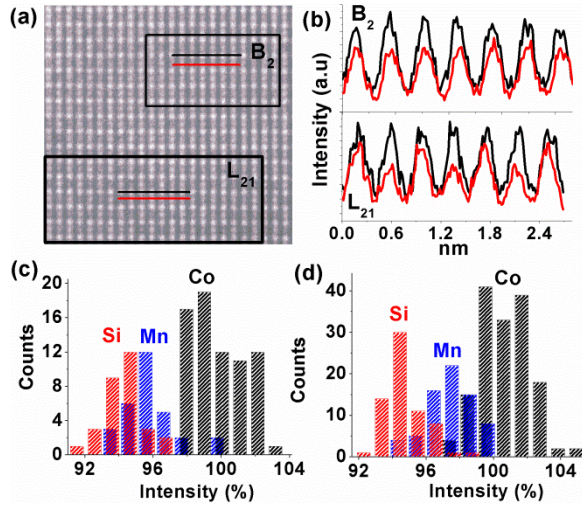 (a)
B2
L21
(b)
B2
L21
Intensity (a.u)
0.0 0.6 1.2 1.8 2.4
nm
(c)
Co
Si
Mn
20
16
12
8
4
0
Counts
92 96 100 104
Intensity (%)
(d)
Co
Si
Mn
40
30
20
10
0
Counts
92 96 100 104
Intensity (%)